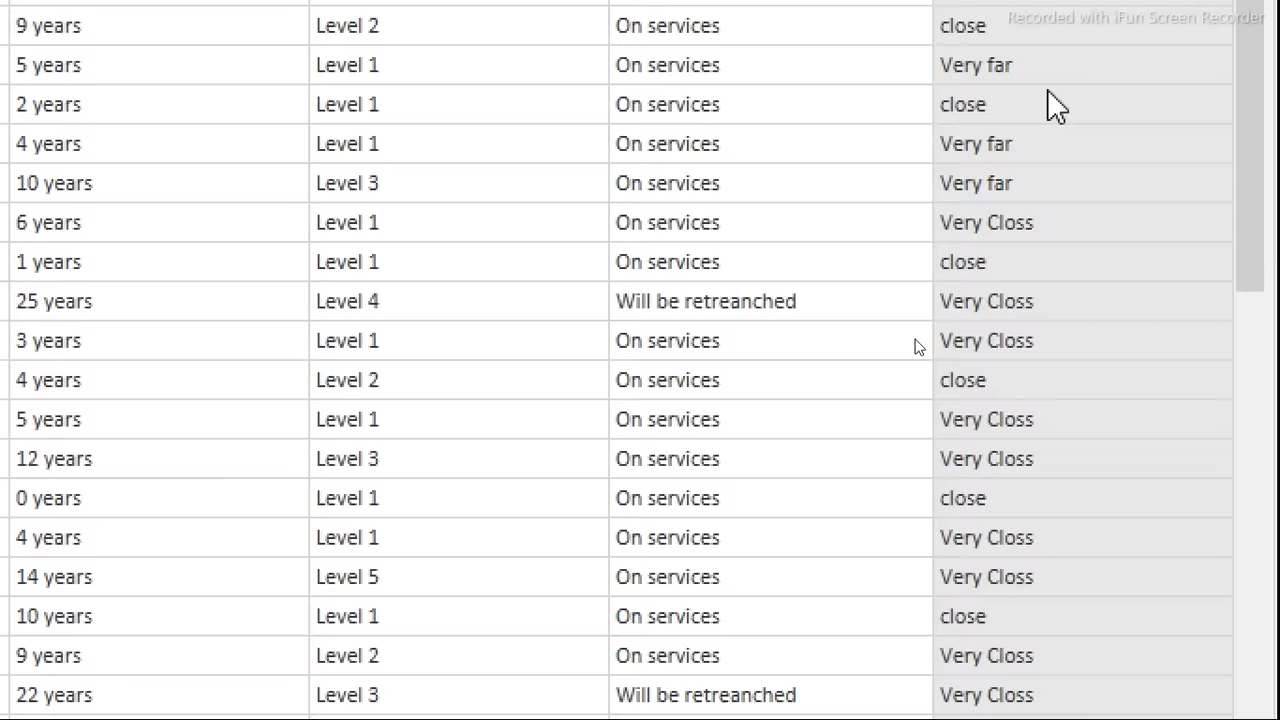 Recorded with iFun Screen Recorder
9 years Level 2 On services close
5 years Level 1 On services Very far
2 years Level 1 On services close
4 years Level 1 On services Very far
10 years Level 3 On services Very far
6 years Level 1 On services Very Closs
1 years Level 1 On services close
25 years Level 4 Will be retreanched Very Closs
3 years Level 1 On services Very Closs
4 years Level 2 On services close
5 years Level 1 On services Very Closs
12 years Level 3 On services Very Closs
0 years Level 1 On services close
4 years Level 1 On services Very Closs
14 years Level 5 On services Very Closs
10 years Level 1 On services close
9 years Level 2 On services Very Closs
22 years Level 3 Will be retreanched Very Closs